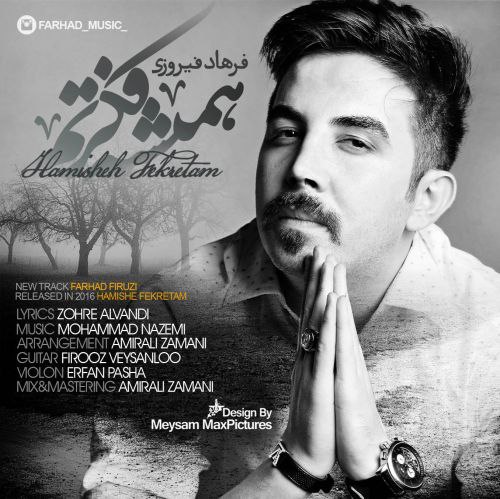 FARHAD_MUSIC_
فرهاد فیروزی
همیشه فکرتم
Hamisheh Fekretam
NEW TRACK FARHAD FIRUZI
RELEASED IN 2016 HAMISHE FEKRETAM
LYRICS ZOHRE ALVANDI
MUSIC MOHAMMAD NAZEMI
ARRANGEMENT AMIRALI ZAMANI
GUITAR FIROOZ VEYSANLOO
VIOLON ERFAN PASHA
MIX&MASTERING AMIRALI ZAMANI
Design By
Meysam MaxPictures